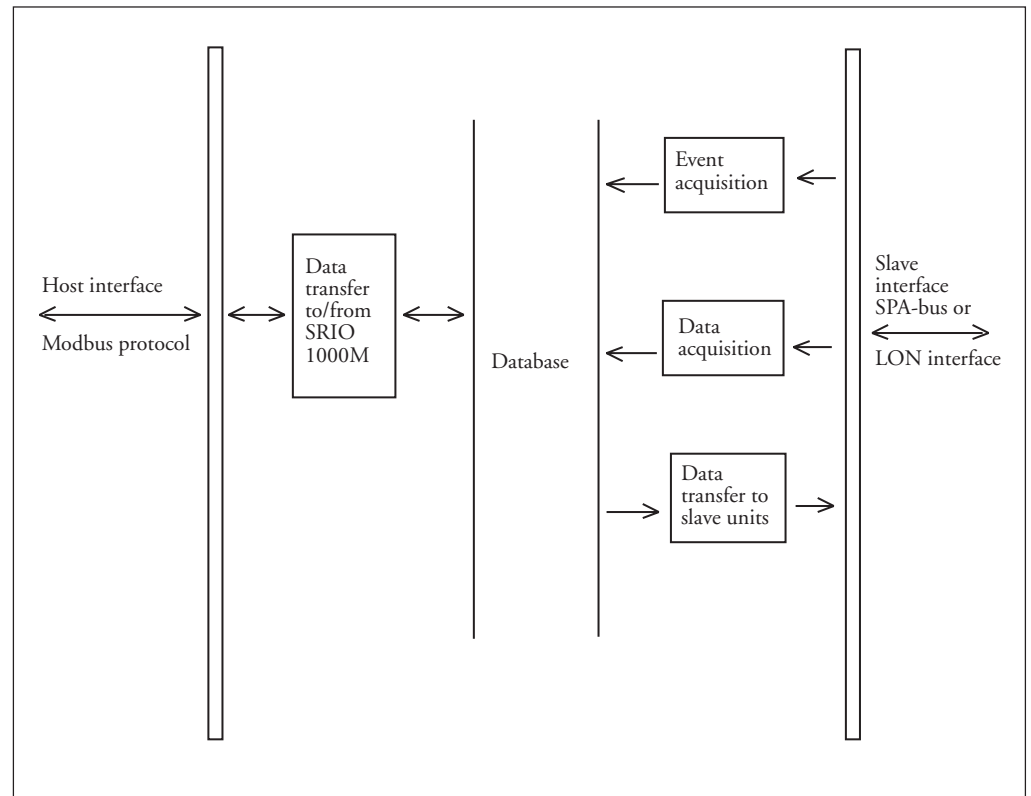 Host interface
Modbus protocol
Data
transfer
to/from
SRIO
1000M
Database
Event
acquisition
Data
acquisition
Data
transfer to
slave units
Slave
interface
SPA-bus or
LON interface